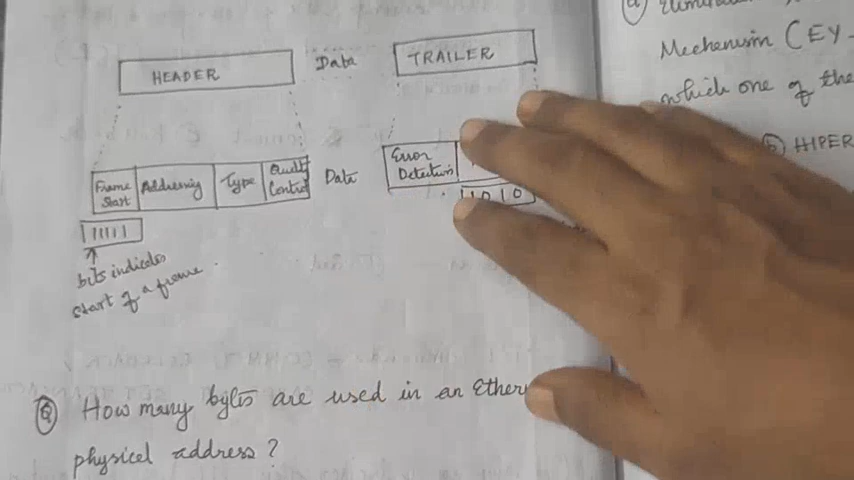 HEADER Data TRAILER
Frame Start Addressing Type Quality Control Data Error Detection
11111
1010
bits indicates
start of a frame.
Q How many bytes are used in an
physical address?
Mechanism (EY-
which one of the
(b) HIPER